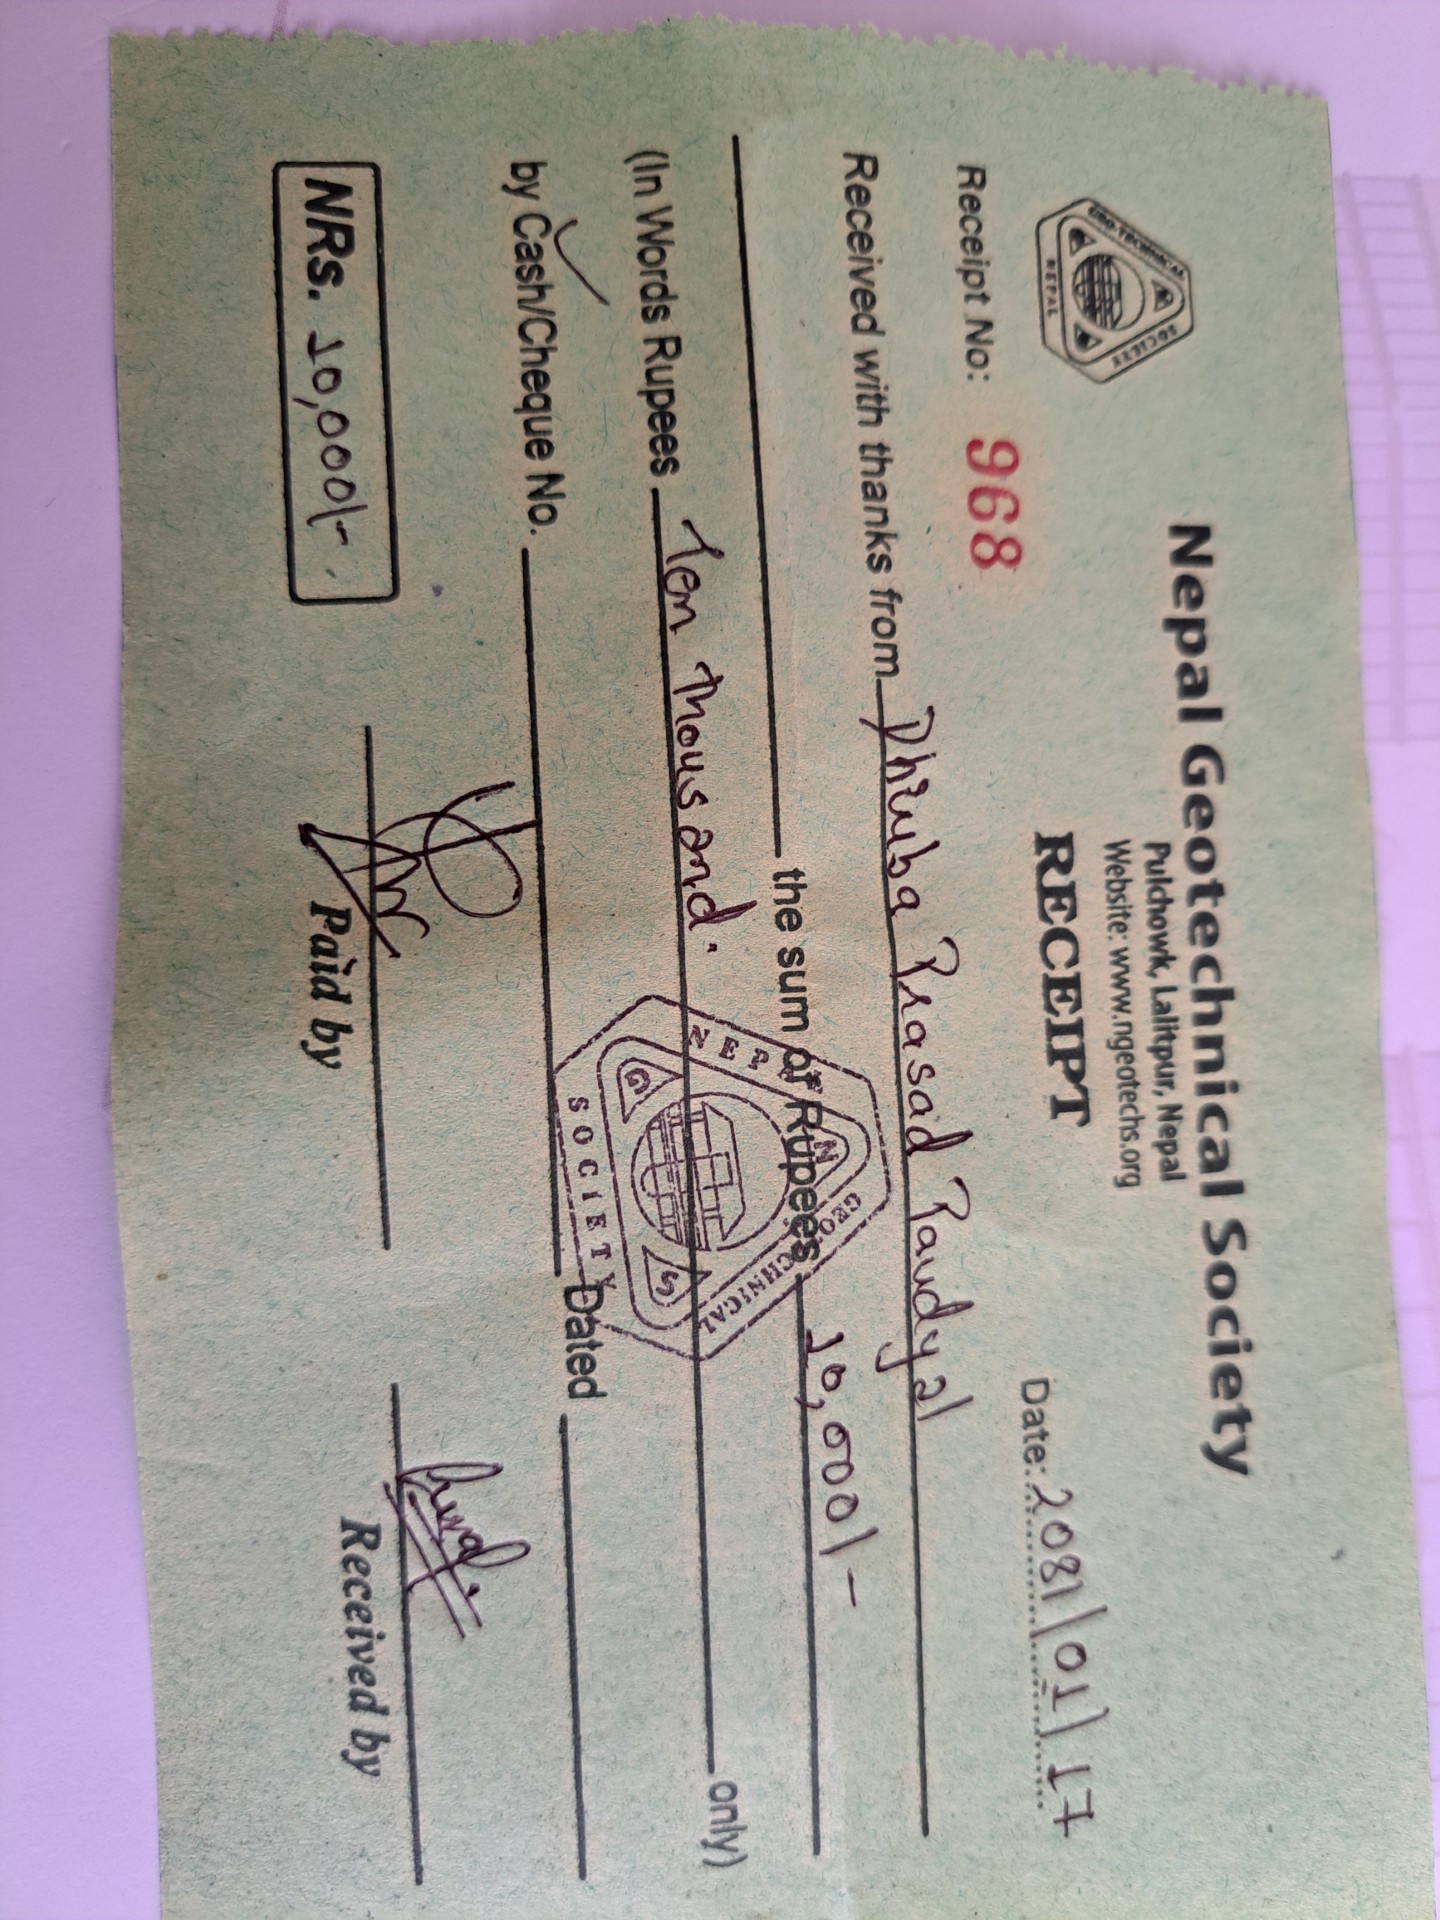 Nepal Geotechnical Society
Pulchowk, Lalitpur, Nepal
Website: www.ngeotechs.org
GEO-TECHNICAL SOCIETY NEPAL
RECEIPT
Receipt No: 968
Date: 2081/01/17
Received with thanks from Dhruba Prasad Paudyal
the sum of Rupees 10,000/-
(In Words Rupees Ten Thousand. only)
by Cash/Cheque No. Dated
NEPAL GEOTECHNICAL SOCIETY
N G S
NRs. 10,000/-
Paid by
Received by